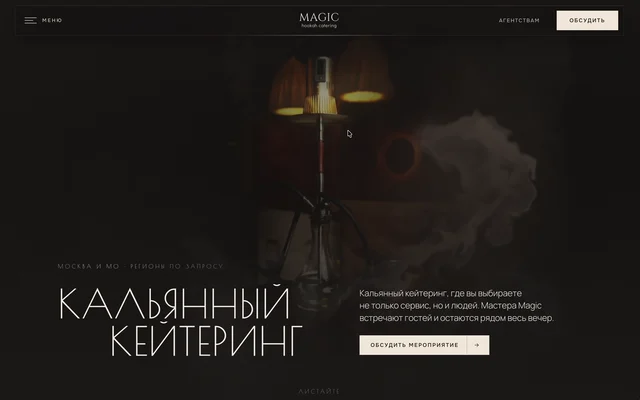 МЕНЮ
MAGIC
hookah catering
АГЕНТСТВАМ
ОБСУДИТЬ
МОСКВА И МО · РЕГИОНЫ ПО ЗАПРОСУ
КАЛЬЯННЫЙ
КЕЙТЕРИНГ
Кальянный кейтеринг, где вы выбираете
не только сервис, но и людей. Мастера Magic
встречают гостей и остаются рядом весь вечер.
ОБСУДИТЬ МЕРОПРИЯТИЕ →
ЛИСТАЙТЕ